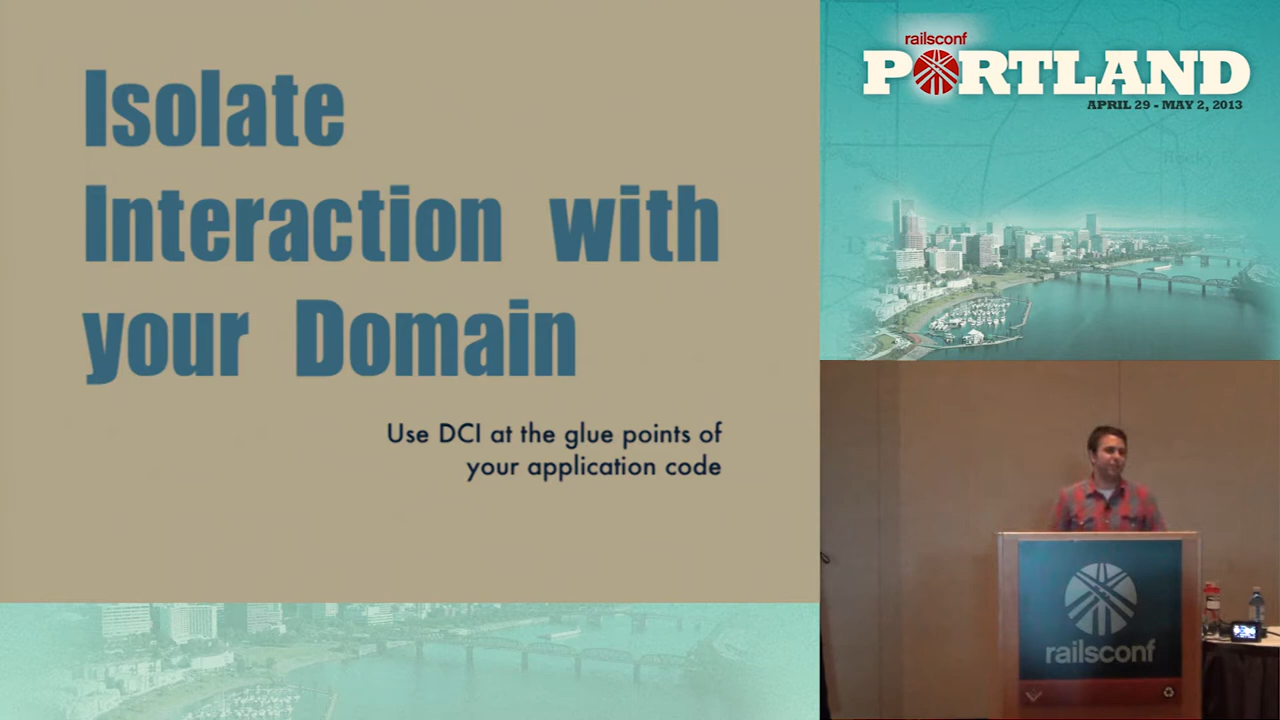 Isolate
Interaction with
your Domain
Use DCI at the glue points of
your application code
railsconf
PORTLAND
APRIL 29 - MAY 2, 2013
railsconf